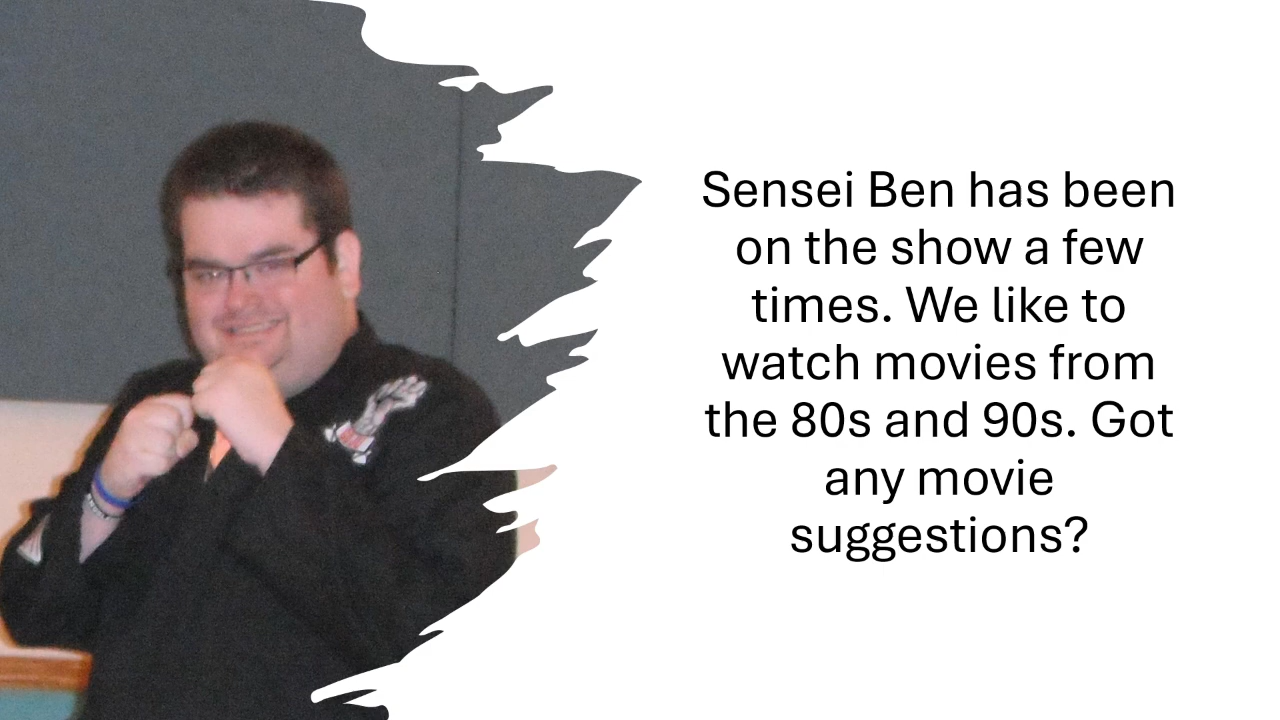 Sensei Ben has been
on the show a few
times. We like to
watch movies from
the 80s and 90s. Got
any movie
suggestions?